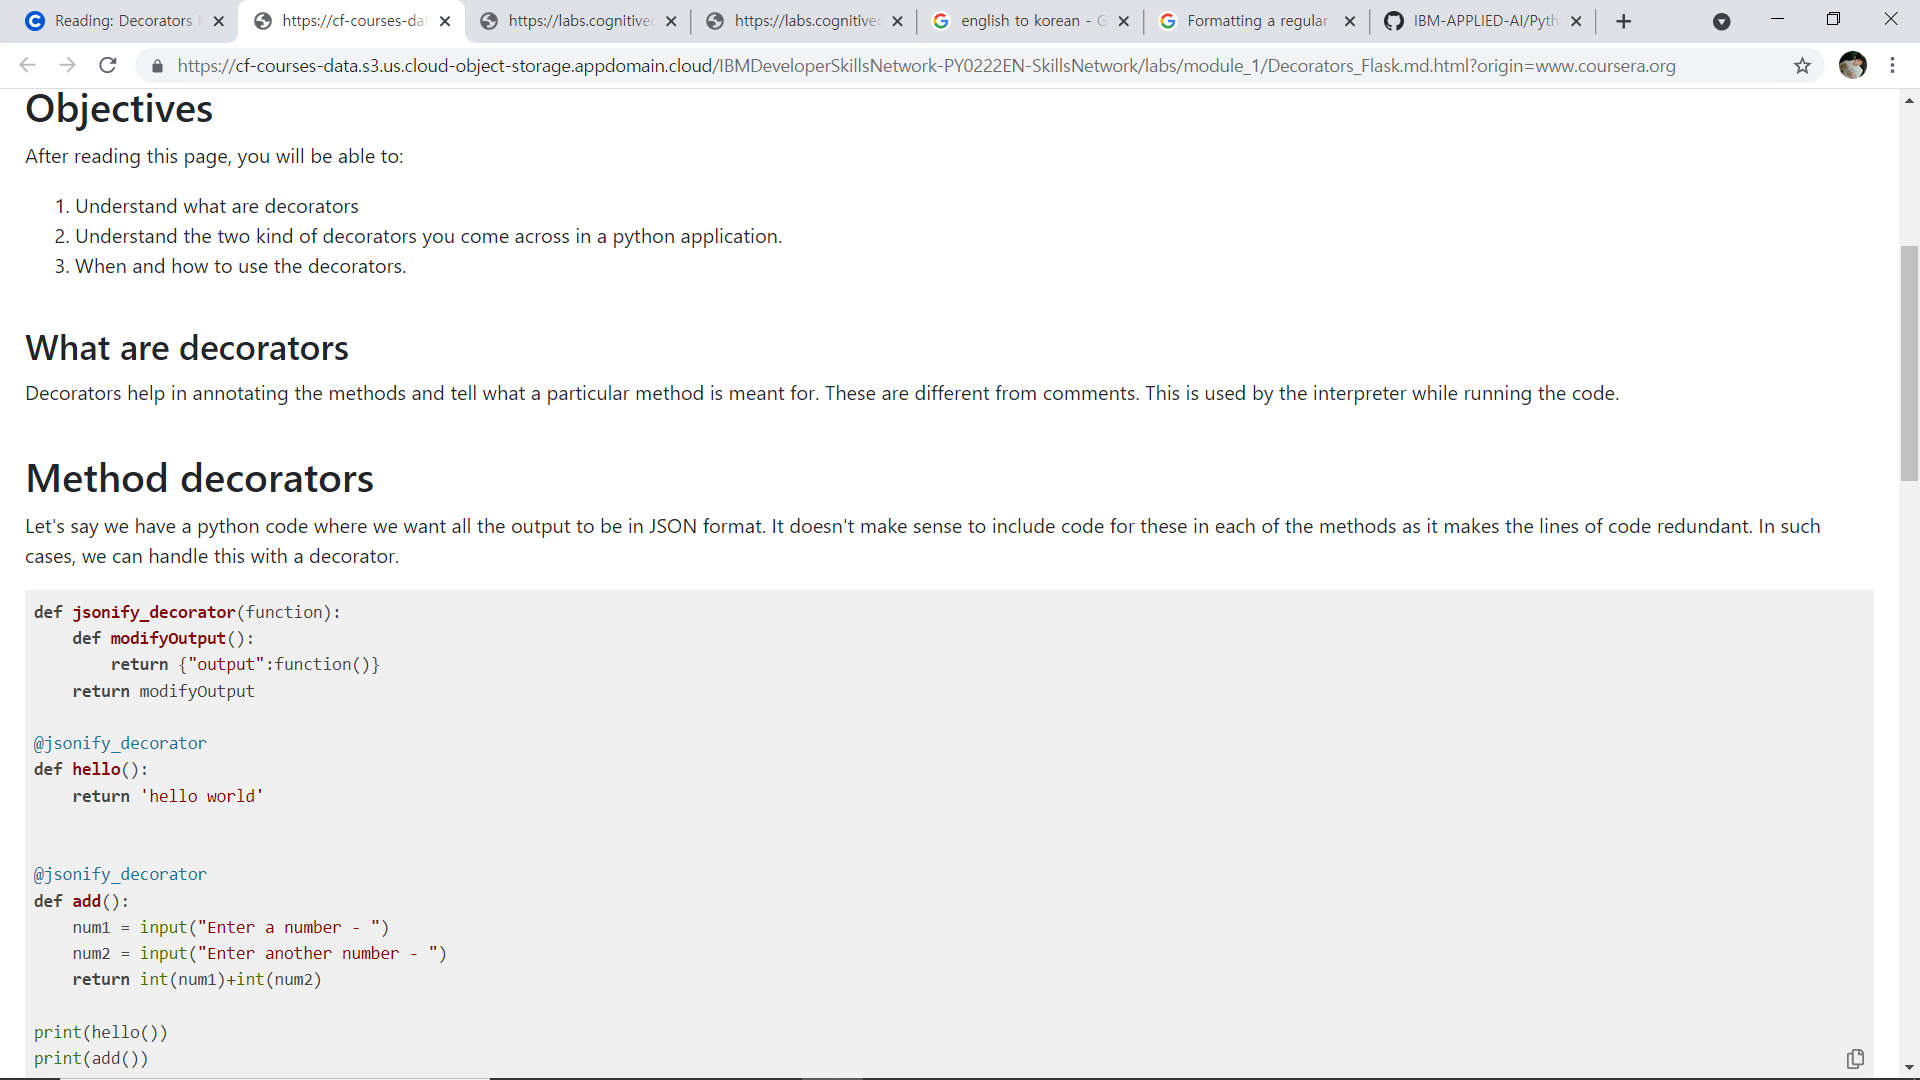 Reading: Decorators
https://cf-courses-dat
https://labs.cognitivec
https://labs.cognitivec
english to korean - G
Formatting a regular
IBM-APPLIED-AI/Pyth
https://cf-courses-data.s3.us.cloud-object-storage.appdomain.cloud/IBMDeveloperSkillsNetwork-PY0222EN-SkillsNetwork/labs/module_1/Decorators_Flask.md.html?origin=www.coursera.org
Objectives
After reading this page, you will be able to:
1. Understand what are decorators
2. Understand the two kind of decorators you come across in a python application.
3. When and how to use the decorators.
What are decorators
Decorators help in annotating the methods and tell what a particular method is meant for. These are different from comments. This is used by the interpreter while running the code.
Method decorators
Let's say we have a python code where we want all the output to be in JSON format. It doesn't make sense to include code for these in each of the methods as it makes the lines of code redundant. In such
cases, we can handle this with a decorator.
def jsonify_decorator(function):
    def modifyOutput():
        return {"output":function()}
    return modifyOutput
@jsonify_decorator
def hello():
    return 'hello world'
@jsonify_decorator
def add():
    num1 = input("Enter a number - ")
    num2 = input("Enter another number - ")
    return int(num1)+int(num2)
print(hello())
print(add())